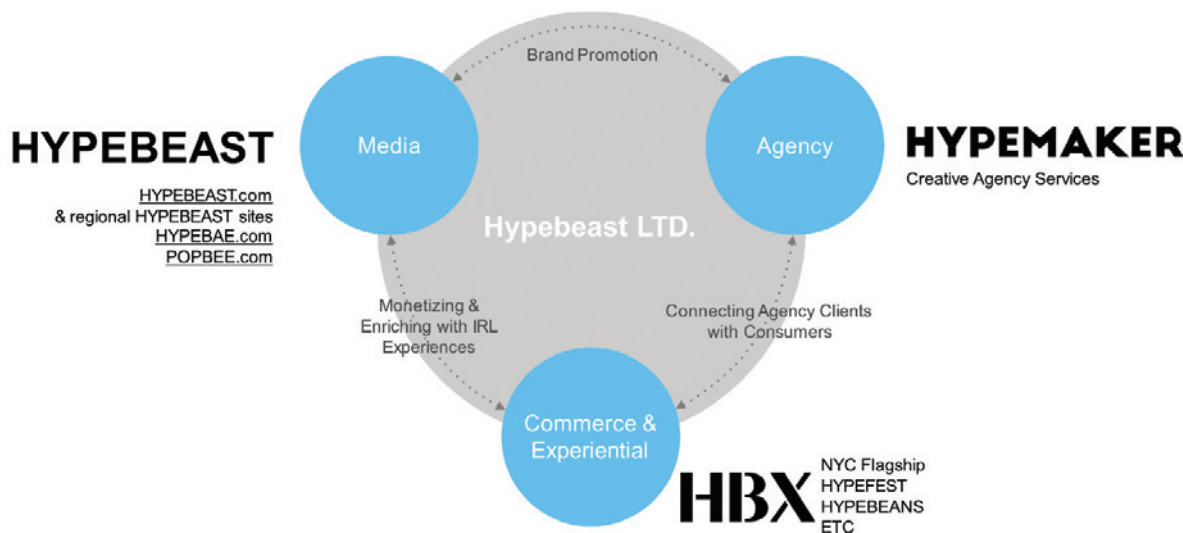 Brand Promotion
HYPEBEAST
HYPEBEAST.com
& regional HYPEBEAST sites
HYPEBAE.com
POPBEE.com
Media
Agency
HYPEMAKER
Creative Agency Services
Hypebeast LTD.
Monetizing &
Enriching with IRL
Experiences
Connecting Agency Clients
with Consumers
Commerce &
Experiential
HBX
NYC Flagship
HYPEFEST
HYPEBEANS
ETC